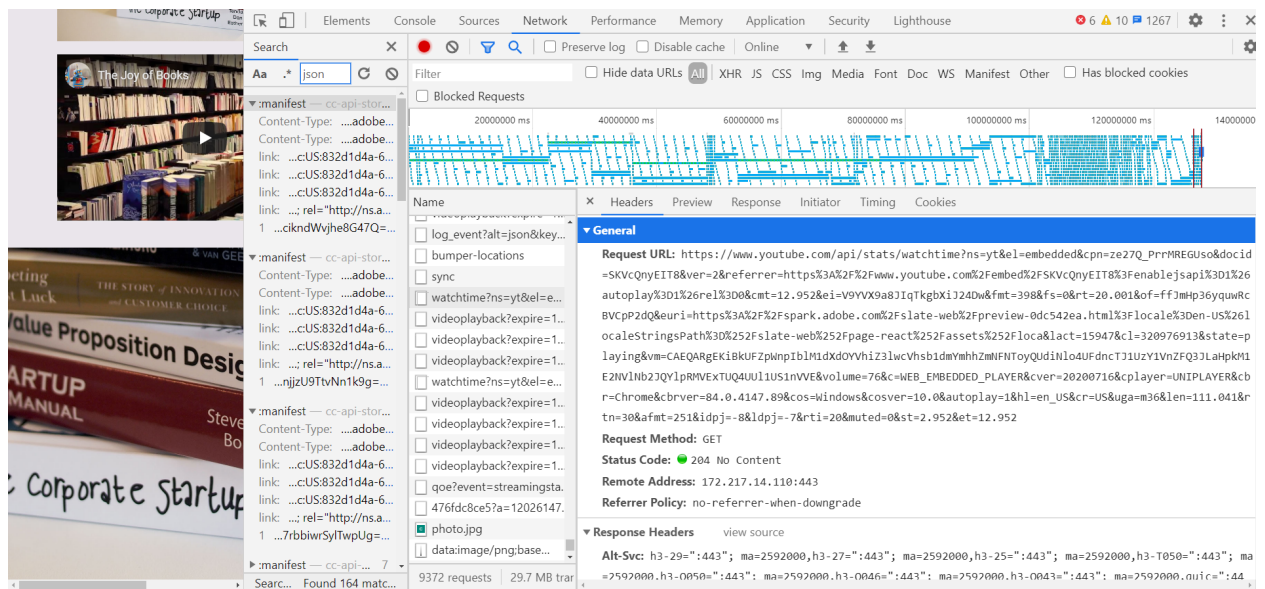 the Corporate Startup
The Joy of Books
& VAN GEE
peting
t Luck
THE STORY of INNOVATION
and CUSTOMER CHOICE
Value Proposition Desig
ARTUP
MANUAL
Steve
Bo
Corporate Startup
Elements Console Sources Network Performance Memory Application Security Lighthouse 6 10 1267
Search
Preserve log Disable cache Online
Aa .* json
Filter Hide data URLs All XHR JS CSS Img Media Font Doc WS Manifest Other Has blocked cookies
Blocked Requests
20000000 ms 40000000 ms 60000000 ms 80000000 ms 100000000 ms 120000000 ms 14000000
:manifest — cc-api-stor...
Content-Type: ....adobe...
Content-Type: ....adobe...
link: ...c:US:832d1d4a-6...
link: ...c:US:832d1d4a-6...
link: ...c:US:832d1d4a-6...
link: ...; rel="http://ns.a...
1 ...cikndWvjhe8G47Q=...
:manifest — cc-api-stor...
Content-Type: ....adobe...
Content-Type: ....adobe...
link: ...c:US:832d1d4a-6...
link: ...c:US:832d1d4a-6...
link: ...c:US:832d1d4a-6...
link: ...; rel="http://ns.a...
1 ...njjzU9TtvNn1k9g=...
:manifest — cc-api-stor...
Content-Type: ....adobe...
Content-Type: ....adobe...
link: ...c:US:832d1d4a-6...
link: ...c:US:832d1d4a-6...
link: ...c:US:832d1d4a-6...
link: ...; rel="http://ns.a...
1 ...7rbbiwrSylTwpUg=...
:manifest — cc-api-... 7
Searc... Found 164 matc...
Name
videoplayback?expire=1...
log_event?alt=json&key...
bumper-locations
sync
watchtime?ns=yt&el=e...
videoplayback?expire=1...
videoplayback?expire=1...
videoplayback?expire=1...
watchtime?ns=yt&el=e...
videoplayback?expire=1...
videoplayback?expire=1...
videoplayback?expire=1...
videoplayback?expire=1...
qoe?event=streamingsta...
476fdc8ce5?a=12026147...
photo.jpg
data:image/png;base...
9372 requests 29.7 MB tran
Headers Preview Response Initiator Timing Cookies
General
Request URL: https://www.youtube.com/api/stats/watchtime?ns=yt&el=embedded&cpn=ze27Q_PrrMREGUso&docid
=SKVcQnyEIT8&ver=2&referrer=https%3A%2F%2Fwww.youtube.com%2Fembed%2FSKVcQnyEIT8%3Fenablejsapi%3D1%26
autoplay%3D1%26rel%3D0&cmt=12.952&ei=V9YVX9a8JIqTkgbXiJ24Dw&fmt=398&fs=0&rt=20.001&of=ffJmHp36yquwRc
BVCpP2dQ&euri=https%3A%2F%2Fspark.adobe.com%2Fslate-web%2Fpreview-0dc542ea.html%3Flocale%3Den-US%26l
ocaleStringsPath%3D%252Fslate-web%252Fpage-react%252Fassets%252Floca&lact=15947&cl=320976913&state=p
laying&vm=CAEQARgEKiBkUFZpWnpIblM1dXdOYVhiZ3lwcVhsb1dmYmhhZmNFNToyQUdiNlo4UFdncTJ1UzY1VnZFQ3JLaHpkM1
E2NVlNb2JQYlpRMVExTUQ4UUl1US1nVVE&volume=76&c=WEB_EMBEDDED_PLAYER&cver=20200716&cplayer=UNIPLAYER&cb
r=Chrome&cbrver=84.0.4147.89&cos=Windows&cosver=10.0&autoplay=1&hl=en_US&cr=US&uga=m36&len=111.041&r
tn=30&afmt=251&idpj=-8&ldpj=-7&rti=20&muted=0&st=2.952&et=12.952
Request Method: GET
Status Code: 204 No Content
Remote Address: 172.217.14.110:443
Referrer Policy: no-referrer-when-downgrade
Response Headers view source
Alt-Svc: h3-29=":443"; ma=2592000,h3-27=":443"; ma=2592000,h3-25=":443"; ma=2592000,h3-T050=":443"; ma
=2592000,h3-Q050=":443"; ma=2592000,h3-Q046=":443"; ma=2592000,h3-Q043=":443"; ma=2592000,quic=":44